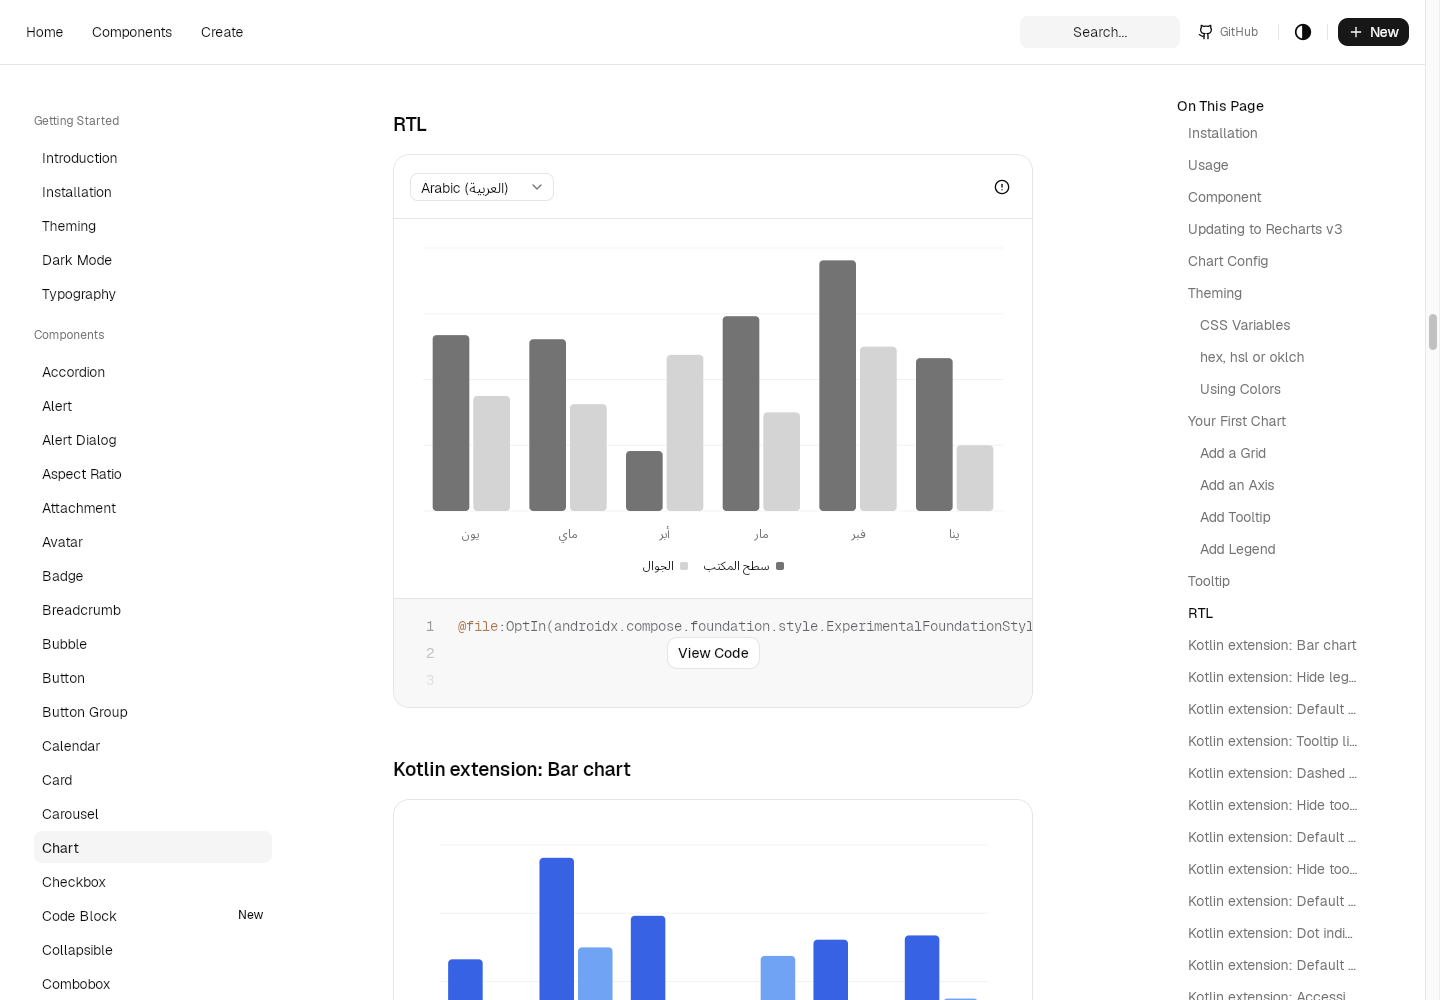 Home
Components
Create
Search...
GitHub
New
Getting Started
Introduction
Installation
Theming
Dark Mode
Typography
Components
Accordion
Alert
Alert Dialog
Aspect Ratio
Attachment
Avatar
Badge
Breadcrumb
Bubble
Button
Button Group
Calendar
Card
Carousel
Chart
Checkbox
Code Block New
Collapsible
Combobox
RTL
Arabic (العربية)
يون
ماي
أبر
مار
فبر
ينا
سطح المكتب
الجوال
1 @file:OptIn(androidx.compose.foundation.style.ExperimentalFoundationStyl
2
3
View Code
Kotlin extension: Bar chart
On This Page
Installation
Usage
Component
Updating to Recharts v3
Chart Config
Theming
CSS Variables
hex, hsl or oklch
Using Colors
Your First Chart
Add a Grid
Add an Axis
Add Tooltip
Add Legend
Tooltip
RTL
Kotlin extension: Bar chart
Kotlin extension: Hide leg...
Kotlin extension: Default ...
Kotlin extension: Tooltip li...
Kotlin extension: Dashed ...
Kotlin extension: Hide too...
Kotlin extension: Default ...
Kotlin extension: Hide too...
Kotlin extension: Default ...
Kotlin extension: Dot indi...
Kotlin extension: Default ...
Kotlin extension: Accessi...